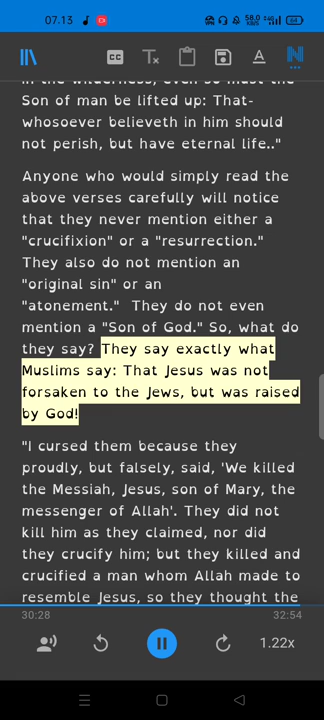 07.13
58.0 KB/S
64
CC
A
N
in the wilderness, even so must the
Son of man be lifted up: That-
whosoever believeth in him should
not perish, but have eternal life.."
Anyone who would simply read the
above verses carefully will notice
that they never mention either a
"crucifixion" or a "resurrection."
They also do not mention an
"original sin" or an
"atonement." They do not even
mention a "Son of God." So, what do
they say? They say exactly what
Muslims say: That Jesus was not
forsaken to the Jews, but was raised
by God!
"I cursed them because they
proudly, but falsely, said, 'We killed
the Messiah, Jesus, son of Mary, the
messenger of Allah'. They did not
kill him as they claimed, nor did
they crucify him; but they killed and
crucified a man whom Allah made to
resemble Jesus, so they thought the
30:28
32:54
1.22x